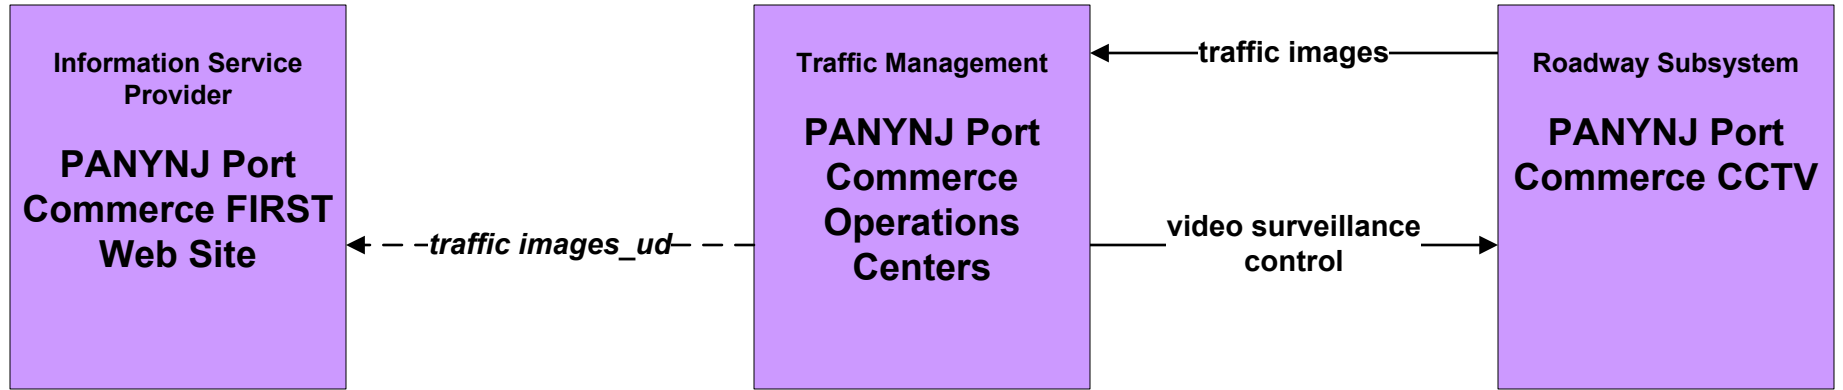 Information Service
Provider
PANYNJ Port
Commerce FIRST
Web Site
traffic images_ud
Traffic Management
PANYNJ Port
Commerce
Operations
Centers
traffic images
video surveillance
control
Roadway Subsystem
PANYNJ Port
Commerce CCTV